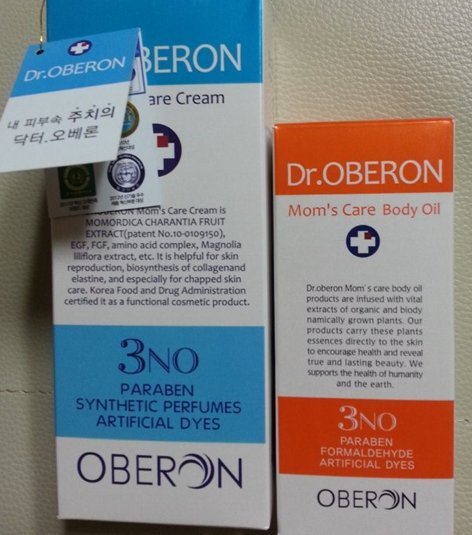 Dr.OBERON
내 피부속 주치의
닥터.오베론
BERON
are Cream
OBERON Mom's Care Cream is
MOMORDICA CHARANTIA FRUIT
EXTRACT(patent No.10-0109150),
EGF, FGF, amino acid complex, Magnolia
liliflora extract, etc. It is helpful for skin
reproduction, biosynthesis of collagenand
elastine, and especially for chapped skin
care. Korea Food and Drug Administration
certified it as a functional cosmetic product.
3NO
PARABEN
SYNTHETIC PERFUMES
ARTIFICIAL DYES
OBERON
Dr.OBERON
Mom's Care Body Oil
Dr.oberon Mom`s care body oil
products are infused with vital
extracts of organic and biody
namically grown plants. Our
products carry these plants
essences directly to the skin
to encourage health and reveal
true and lasting beauty. We
supports the health of humanity
and the earth.
3NO
PARABEN
FORMALDEHYDE
ARTIFICIAL DYES
OBERON